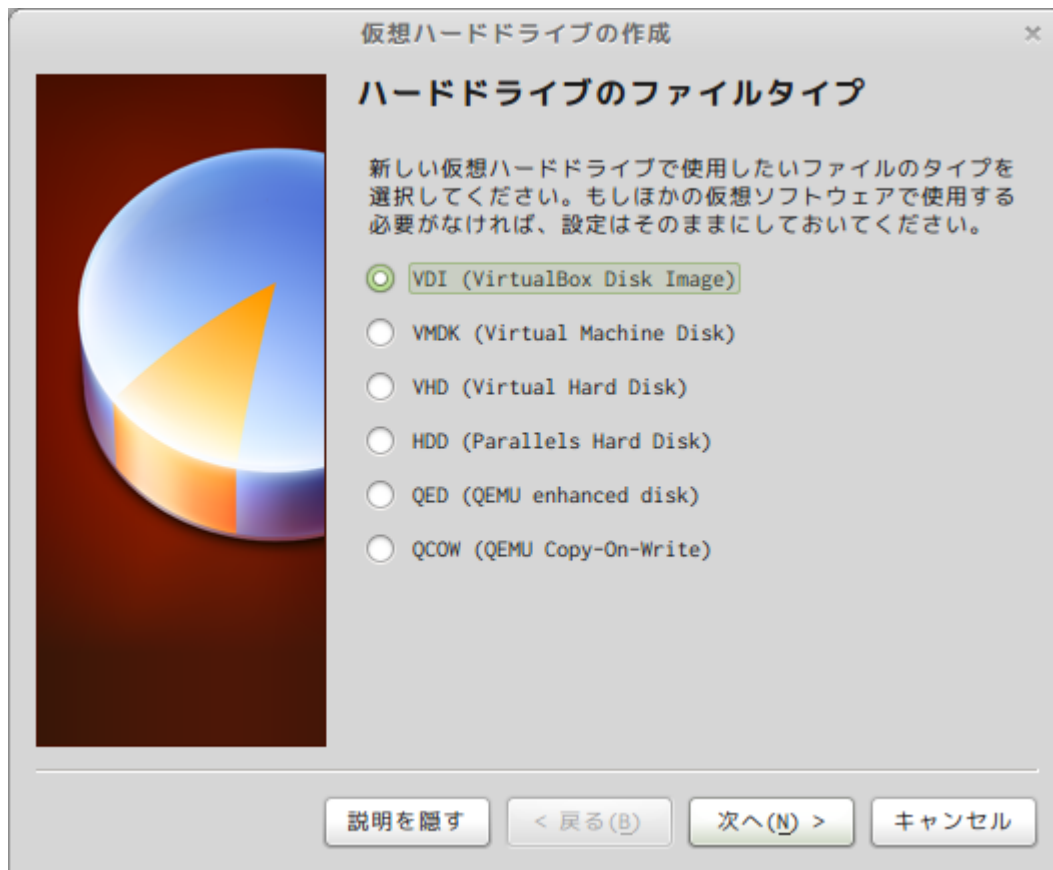 仮想ハードドライブの作成
ハードドライブのファイルタイプ
新しい仮想ハードドライブで使用したいファイルのタイプを
選択してください。もしほかの仮想ソフトウェアで使用する
必要がなければ、設定はそのままにしておいてください。
VDI (VirtualBox Disk Image)
VMDK (Virtual Machine Disk)
VHD (Virtual Hard Disk)
HDD (Parallels Hard Disk)
QED (QEMU enhanced disk)
QCOW (QEMU Copy-On-Write)
説明を隠す
< 戻る(B)
次へ(N) >
キャンセル